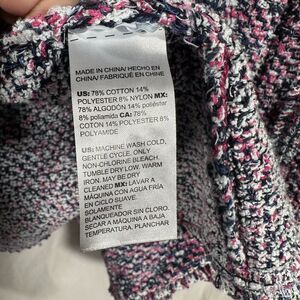 MADE IN CHINA/HECHO EN
CHINA/ FABRIQUÉ EN CHINE
US: 78% COTTON 14%
POLYESTER 8% NYLON MX:
78% ALGODÓN 14% poliéster
8% poliamida CA: 78%
COTON 14% POLYESTER 8%
POLYAMIDE
US: MACHINE WASH COLD,
GENTLE CYCLE. ONLY
NON-CHLORINE BLEACH.
TUMBLE DRY LOW. WARM
IRON. MAY BE DRY
CLEANED MX: LAVAR A
MÁQUINA CON AGUA FRÍA
EN CICLO SUAVE.
SOLAMENTE
BLANQUEADOR SIN CLORO.
SECAR A MÁQUINA A BAJA
TEMPERATURA. PLANCHAR